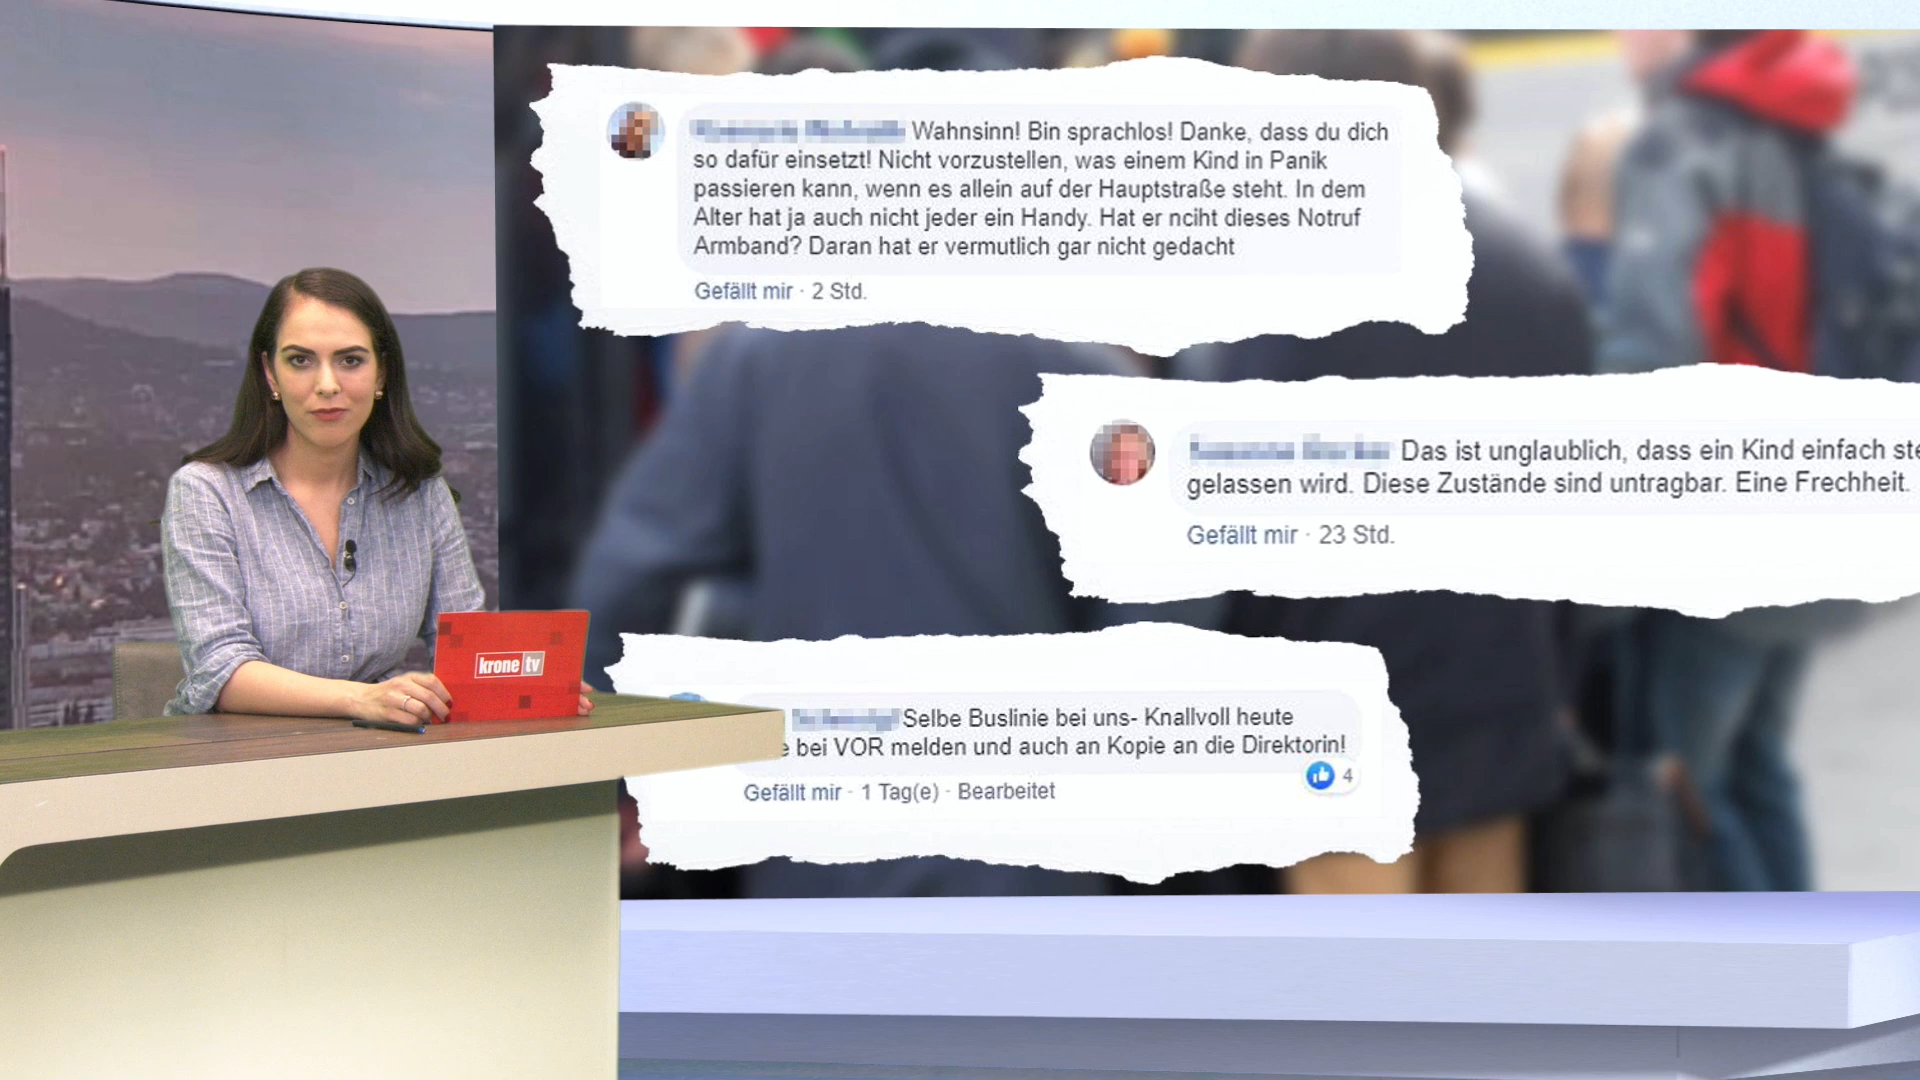 Wahnsinn! Bin sprachlos! Danke, dass du dich
so dafür einsetzt! Nicht vorzustellen, was einem Kind in Panik
passieren kann, wenn es allein auf der Hauptstraße steht. In dem
Alter hat ja auch nicht jeder ein Handy. Hat er nciht dieses Notruf
Armband? Daran hat er vermutlich gar nicht gedacht
Gefällt mir · 2 Std.
Das ist unglaublich, dass ein Kind einfach ste
gelassen wird. Diese Zustände sind untragbar. Eine Frechheit.
Gefällt mir · 23 Std.
Selbe Buslinie bei uns- Knallvoll heute
e bei VOR melden und auch an Kopie an die Direktorin!
4
Gefällt mir · 1 Tag(e) · Bearbeitet
krone tv